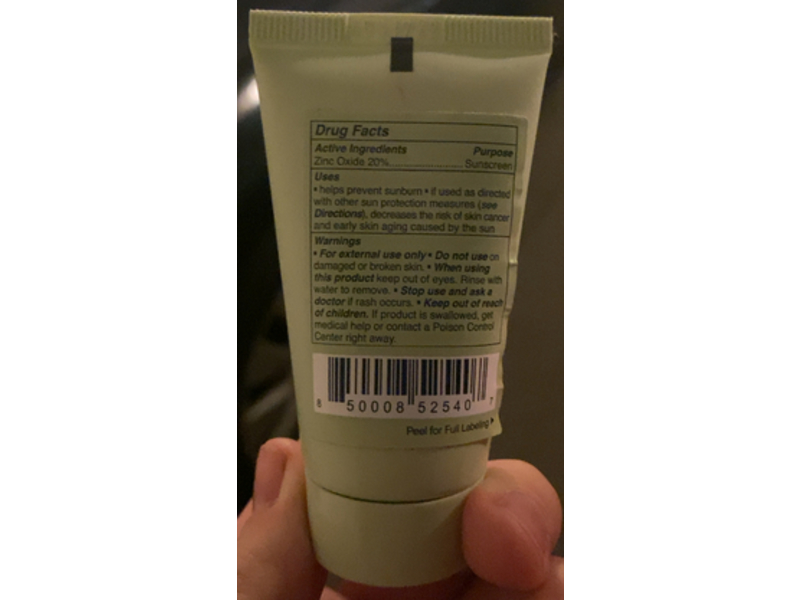 Drug Facts
Active Ingredients Purpose
Zinc Oxide 20%........................ Sunscreen
Uses
• helps prevent sunburn • if used as directed
with other sun protection measures (see
Directions), decreases the risk of skin cancer
and early skin aging caused by the sun
Warnings
• For external use only • Do not use on
damaged or broken skin. • When using
this product keep out of eyes. Rinse with
water to remove. • Stop use and ask a
doctor if rash occurs. • Keep out of reach
of children. If product is swallowed, get
medical help or contact a Poison Control
Center right away.
8 50008 52540 7
Peel for Full Labeling